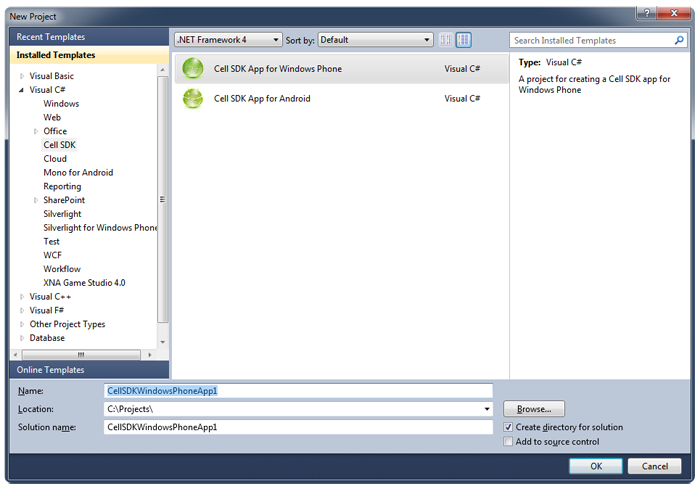 New Project
Recent Templates
.NET Framework 4
Sort by:
Default
Search Installed Templates
Installed Templates
Visual Basic
Visual C#
Windows
Web
Office
Cell SDK
Cloud
Mono for Android
Reporting
SharePoint
Silverlight
Silverlight for Windows Phone
Test
WCF
Workflow
XNA Game Studio 4.0
Visual C++
Visual F#
Other Project Types
Database
Online Templates
Cell SDK App for Windows Phone
Visual C#
Cell SDK App for Android
Visual C#
Type: Visual C#
A project for creating a Cell SDK app for
Windows Phone
Name:
CellSDKWindowsPhoneApp1
Location:
C:\Projects\
Browse...
Solution name:
CellSDKWindowsPhoneApp1
Create directory for solution
Add to source control
OK
Cancel